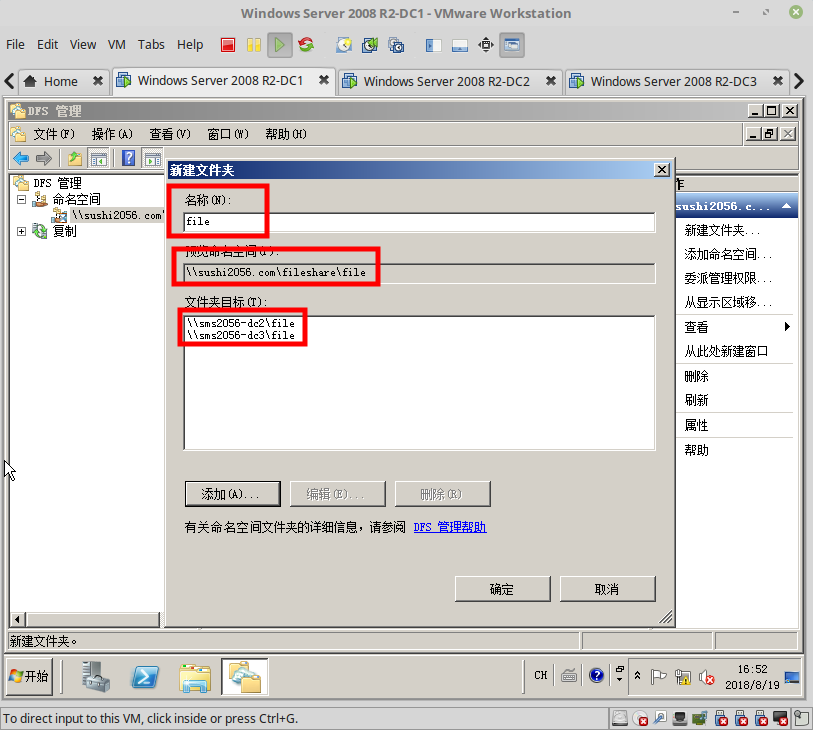 Windows Server 2008 R2-DC1 - VMware Workstation
File Edit View VM Tabs Help
Home Windows Server 2008 R2-DC1 Windows Server 2008 R2-DC2 Windows Server 2008 R2-DC3
DFS 管理
文件(F) 操作(A) 查看(V) 窗口(W) 帮助(H)
DFS 管理
命名空间
\\sushi2056.com
复制
新建文件夹
名称(N):
file
预览命名空间(P):
\\sushi2056.com\fileshare\file
文件夹目标(T):
\\sms2056-dc2\file
\\sms2056-dc3\file
添加(A)... 编辑(E)... 删除(R)
有关命名空间文件夹的详细信息，请参阅 DFS 管理帮助
确定 取消
作
sushi2056.c...
新建文件夹...
添加命名空间...
委派管理权限...
从显示区域移...
查看
从此处新建窗口
删除
刷新
属性
帮助
新建文件夹。
开始 CH 16:52
2018/8/19
To direct input to this VM, click inside or press Ctrl+G.